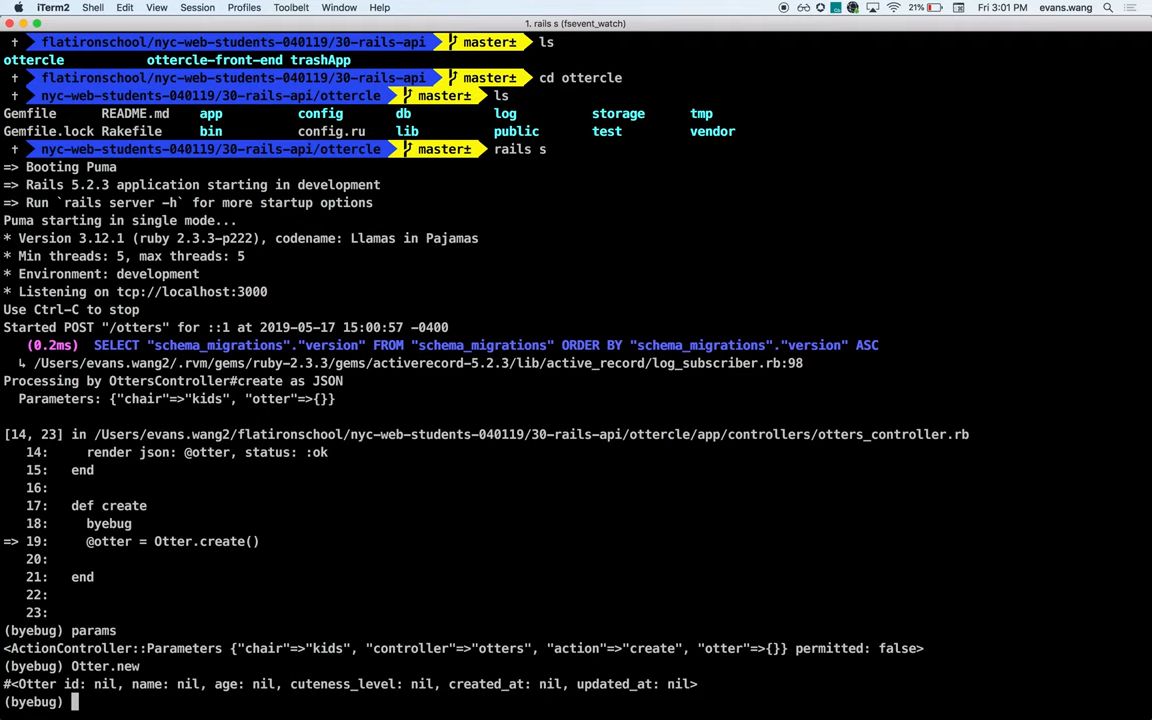 iTerm2 Shell Edit View Session Profiles Toolbelt Window Help 21% Fri 3:01 PM evans.wang
1. rails s (fsevent_watch)
flatironschool/nyc-web-students-040119/30-rails-api master± ls
ottercle ottercle-front-end trashApp
flatironschool/nyc-web-students-040119/30-rails-api master± cd ottercle
nyc-web-students-040119/30-rails-api/ottercle master± ls
Gemfile README.md app config db log storage tmp
Gemfile.lock Rakefile bin config.ru lib public test vendor
nyc-web-students-040119/30-rails-api/ottercle master± rails s
=> Booting Puma
=> Rails 5.2.3 application starting in development
=> Run `rails server -h` for more startup options
Puma starting in single mode...
* Version 3.12.1 (ruby 2.3.3-p222), codename: Llamas in Pajamas
* Min threads: 5, max threads: 5
* Environment: development
* Listening on tcp://localhost:3000
Use Ctrl-C to stop
Started POST "/otters" for ::1 at 2019-05-17 15:00:57 -0400
(0.2ms) SELECT "schema_migrations"."version" FROM "schema_migrations" ORDER BY "schema_migrations"."version" ASC
↳ /Users/evans.wang2/.rvm/gems/ruby-2.3.3/gems/activerecord-5.2.3/lib/active_record/log_subscriber.rb:98
Processing by OttersController#create as JSON
Parameters: {"chair"=>"kids", "otter"=>{}}
[14, 23] in /Users/evans.wang2/flatironschool/nyc-web-students-040119/30-rails-api/ottercle/app/controllers/otters_controller.rb
14: render json: @otter, status: :ok
15: end
16:
17: def create
18: byebug
=> 19: @otter = Otter.create()
20:
21: end
22:
23:
(byebug) params
<ActionController::Parameters {"chair"=>"kids", "controller"=>"otters", "action"=>"create", "otter"=>{}} permitted: false>
(byebug) Otter.new
#<Otter id: nil, name: nil, age: nil, cuteness_level: nil, created_at: nil, updated_at: nil>
(byebug)